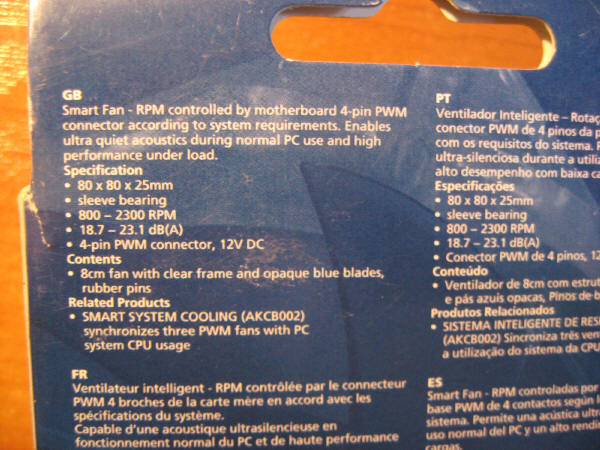 GB
Smart Fan - RPM controlled by motherboard 4-pin PWM
connector according to system requirements. Enables
ultra quiet acoustics during normal PC use and high
performance under load.
Specification
• 80 x 80 x 25mm
• sleeve bearing
• 800 – 2300 RPM
• 18.7 – 23.1 dB(A)
• 4-pin PWM connector, 12V DC
Contents
• 8cm fan with clear frame and opaque blue blades,
rubber pins
Related Products
• SMART SYSTEM COOLING (AKCB002)
synchronizes three PWM fans with PC
system CPU usage
FR
Ventilateur intelligent - RPM contrôlée par le connecteur
PWM 4 broches de la carte mère en accord avec les
spécifications du système.
Capable d'une acoustique ultrasilencieuse en
fonctionnement normal du PC et de haute performance
PT
Ventilador Inteligente – Rotaç
conector PWM de 4 pinos da p
com os requisitos do sistema.
ultra-silenciosa durante a utiliz
alto desempenho com baixa ca
Especificações
• 80 x 80 x 25mm
• sleeve bearing
• 800 – 2300 RPM
• 18.7 – 23.1 dB(A)
• Conector PWM de 4 pinos, 12
Conteúdo
• Ventilador de 8cm com estrut
e pás azuis opacas, Pinos de b
Produtos Relacionados
• SISTEMA INTELIGENTE DE RES
(AKCB002) Sincroniza três ven
a utilização do sistema da CPU
ES
Smart Fan - RPM controladas por
base PWM de 4 contactos según l
sistema. Permite una acústica ultr
uso normal del PC y un alto rendi
cargas.